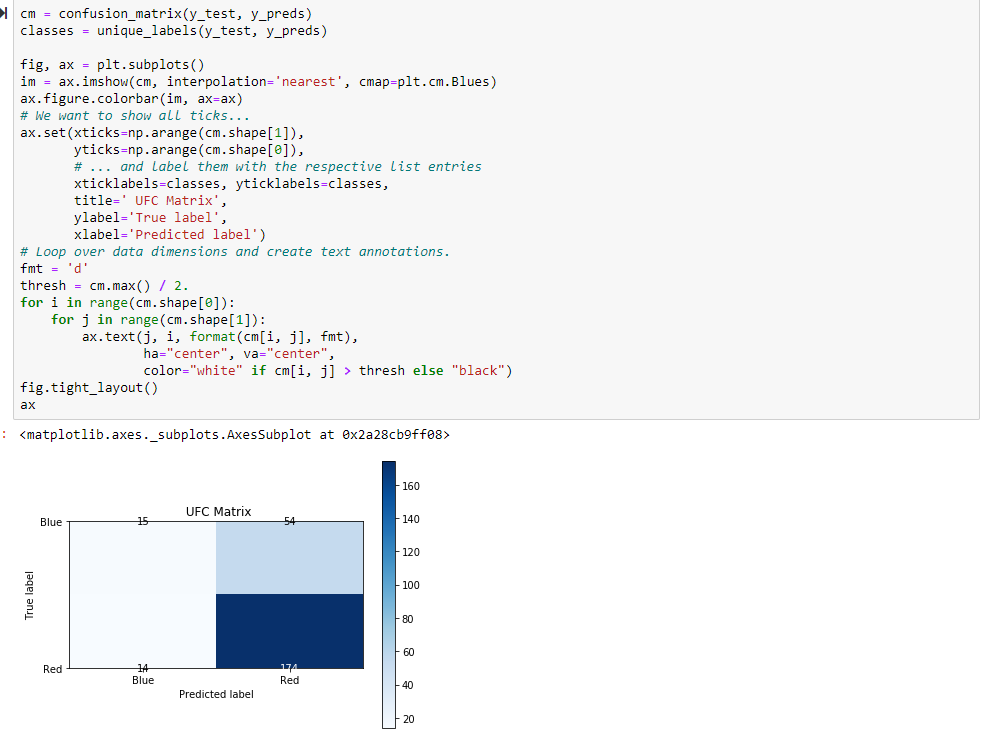 cm = confusion_matrix(y_test, y_preds)
classes = unique_labels(y_test, y_preds)
fig, ax = plt.subplots()
im = ax.imshow(cm, interpolation='nearest', cmap=plt.cm.Blues)
ax.figure.colorbar(im, ax=ax)
# We want to show all ticks...
ax.set(xticks=np.arange(cm.shape[1]),
       yticks=np.arange(cm.shape[0]),
       # ... and label them with the respective list entries
       xticklabels=classes, yticklabels=classes,
       title=' UFC Matrix',
       ylabel='True label',
       xlabel='Predicted label')
# Loop over data dimensions and create text annotations.
fmt = 'd'
thresh = cm.max() / 2.
for i in range(cm.shape[0]):
    for j in range(cm.shape[1]):
        ax.text(j, i, format(cm[i, j], fmt),
                ha="center", va="center",
                color="white" if cm[i, j] > thresh else "black")
fig.tight_layout()
ax
: <matplotlib.axes._subplots.AxesSubplot at 0x2a28cb9ff08>
UFC Matrix
Blue 15 54
True label
Red 14 174
Blue Red
Predicted label
160
140
120
100
80
60
40
20